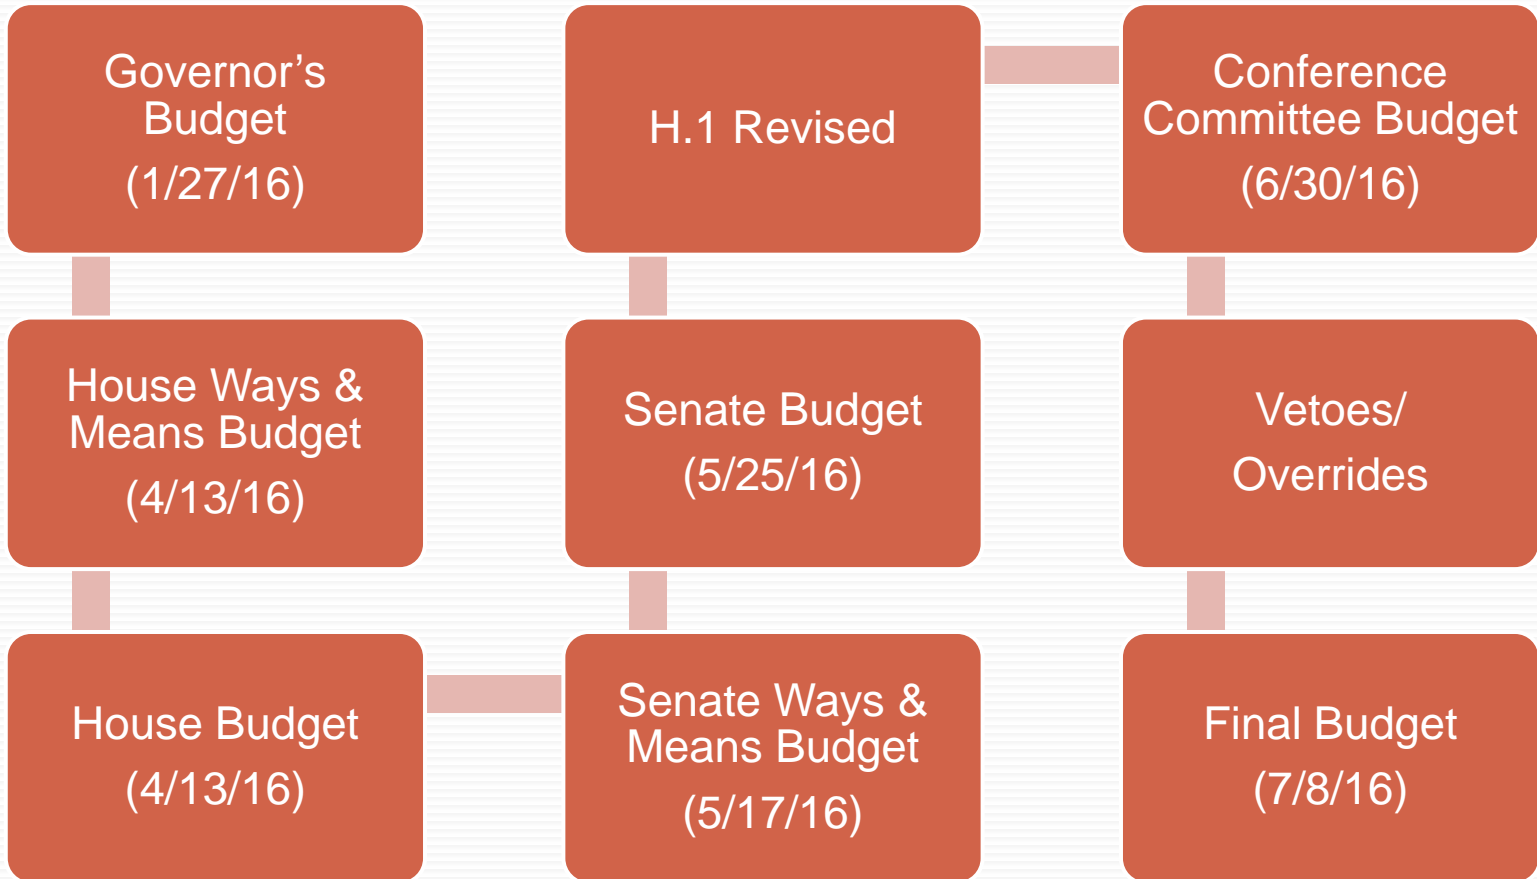 Governor’s
Budget
(1/27/16)
House Ways &
Means Budget
(4/13/16)
House Budget
(4/13/16)
Senate Ways &
Means Budget
(5/17/16)
Senate Budget
(5/25/16)
H.1 Revised
Conference
Committee Budget
(6/30/16)
Vetoes/
Overrides
Final Budget
(7/8/16)